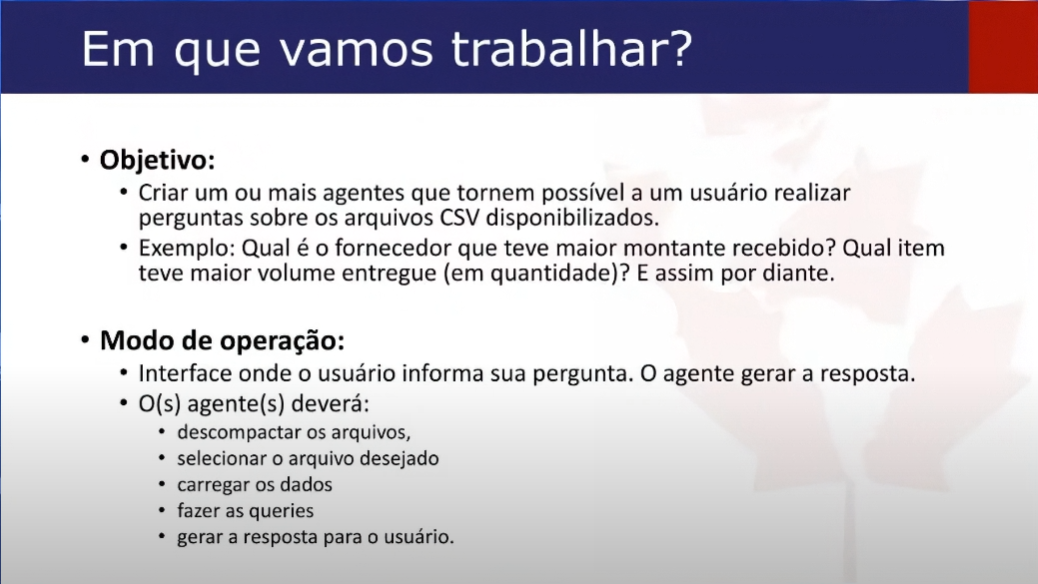 Em que vamos trabalhar?
• Objetivo:
• Criar um ou mais agentes que tornem possível a um usuário realizar
perguntas sobre os arquivos CSV disponibilizados.
• Exemplo: Qual é o fornecedor que teve maior montante recebido? Qual item
teve maior volume entregue (em quantidade)? E assim por diante.
• Modo de operação:
• Interface onde o usuário informa sua pergunta. O agente gerar a resposta.
• O(s) agente(s) deverá:
• descompactar os arquivos,
• selecionar o arquivo desejado
• carregar os dados
• fazer as queries
• gerar a resposta para o usuário.